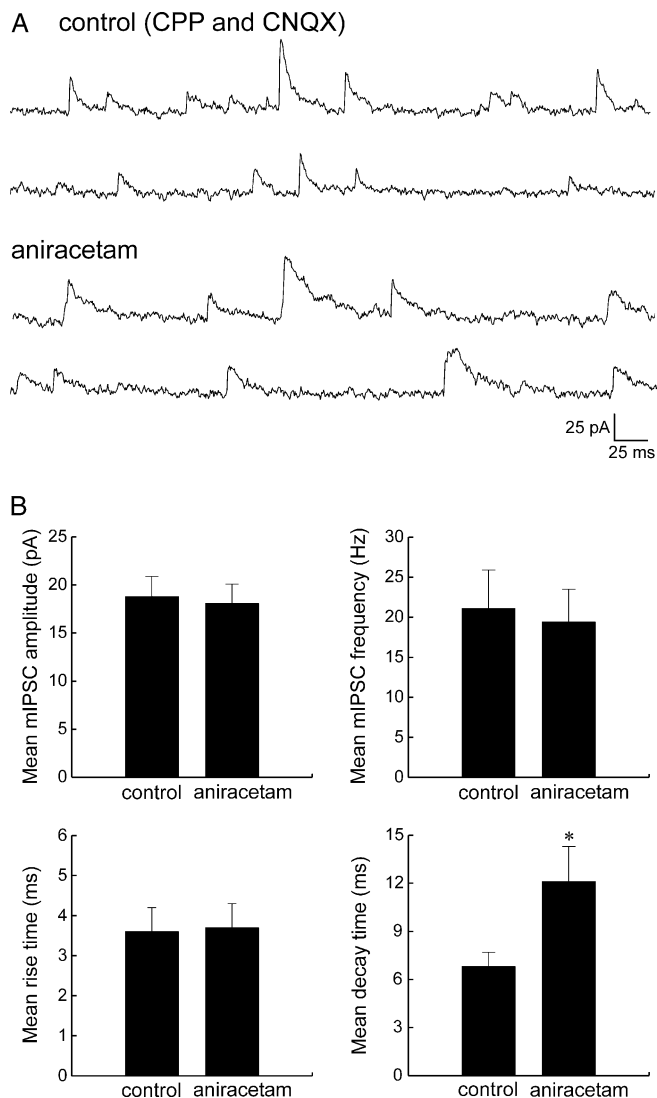 A control (CPP and CNQX)
aniracetam
25 pA
25 ms
B
Mean mIPSC amplitude (pA)
25
20
15
10
5
0
control aniracetam
Mean mIPSC frequency (Hz)
30
25
20
15
10
5
0
control aniracetam
Mean rise time (ms)
6
5
4
3
2
1
0
control aniracetam
Mean decay time (ms)
15
12
9
6
3
0
*
control aniracetam